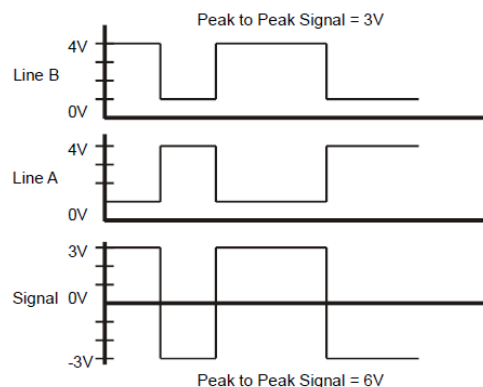 Peak to Peak Signal = 3V
4V
Line B
0V
4V
Line A
0V
3V
Signal 0V
-3V
Peak to Peak Signal = 6V